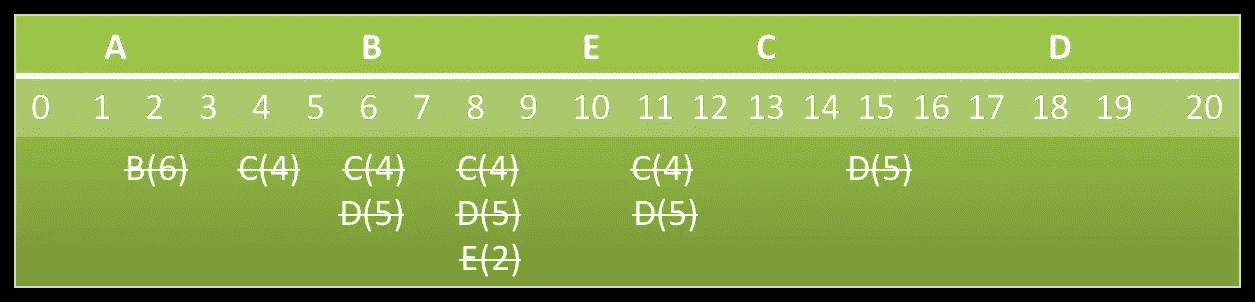 A B E C D
0 1 2 3 4 5 6 7 8 9 10 11 12 13 14 15 16 17 18 19 20
B(6) C(4) C(4) C(4) C(4) D(5)
D(5) D(5) D(5)
E(2)